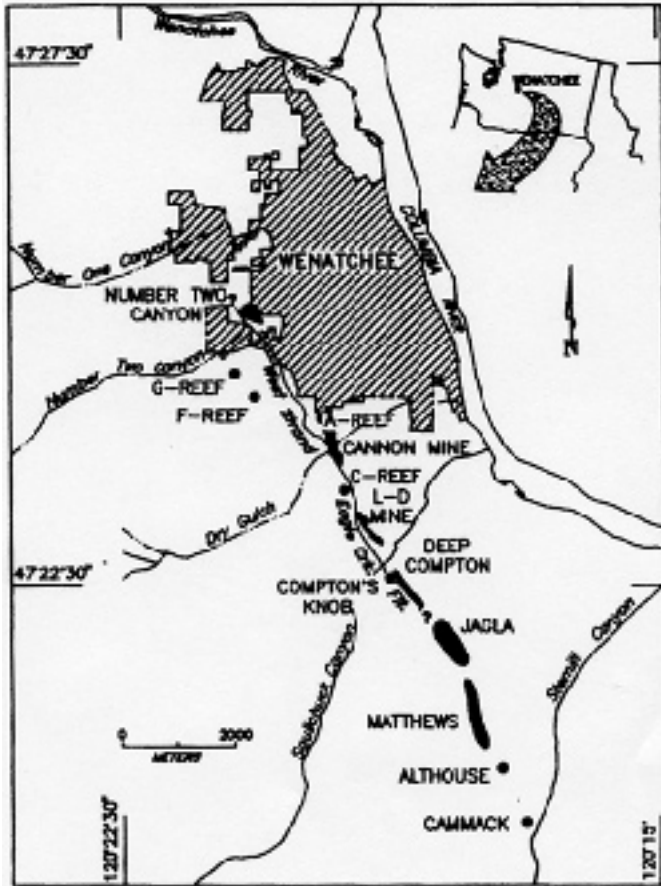 Wenatchee
River
47°27'30"
WENATCHEE
COLUMBIA
RIVER
Number One Canyon
WENATCHEE
NUMBER TWO
CANYON
N
Number Two Canyon
G-REEF
F-REEF
A-REEF
CANNON MINE
C-REEF
L-D
MINE
Dry Gulch
DEEP
COMPTON
47°22'30"
COMPTON'S
KNOB
JAGLA
Squilchuck Canyon
Stemilt Canyon
MATTHEWS
0 2000
METERS
ALTHOUSE
CAMMACK
120°22'30"
120°15"